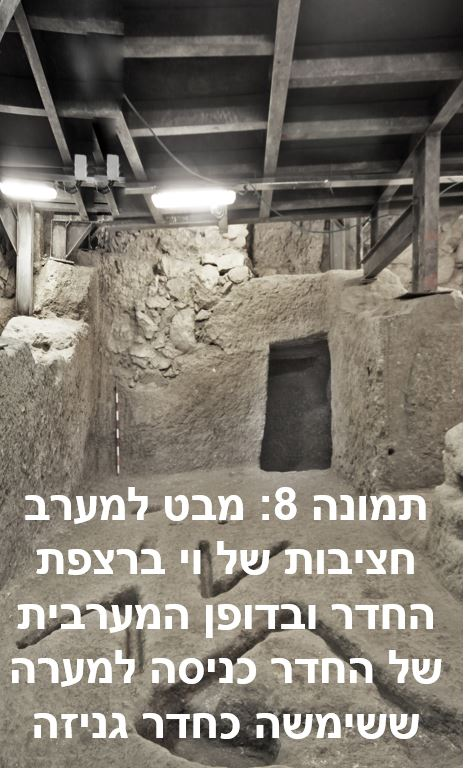 תמונה 8: מבט למערב
חציבות של וי ברצפת
החדר ובדופן המערבית
של החדר כניסה למערה
ששימשה כחדר גניזה